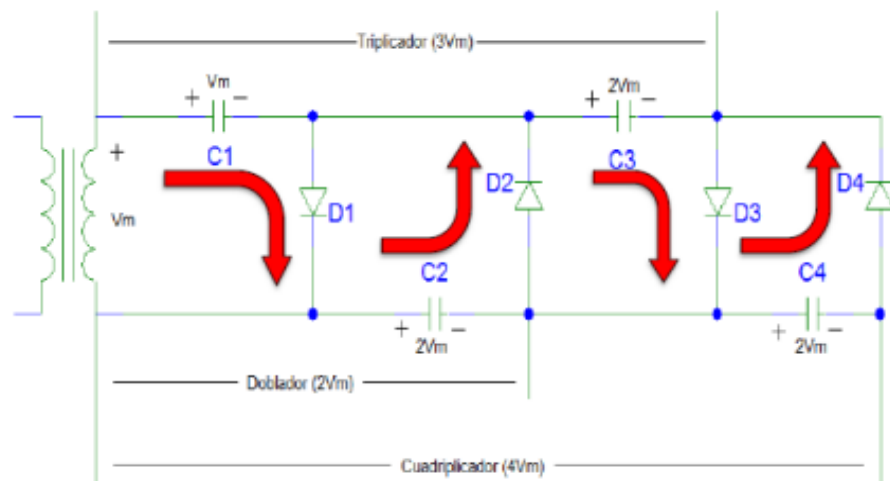 Triplicador (3Vm)
Vm
2Vm
+ -
+ -
+
C1
C3
D2
D4
Vm
D1
D3
C2
C4
+ -
+ -
2Vm
2Vm
Doblador (2Vm)
Cuadriplicador (4Vm)